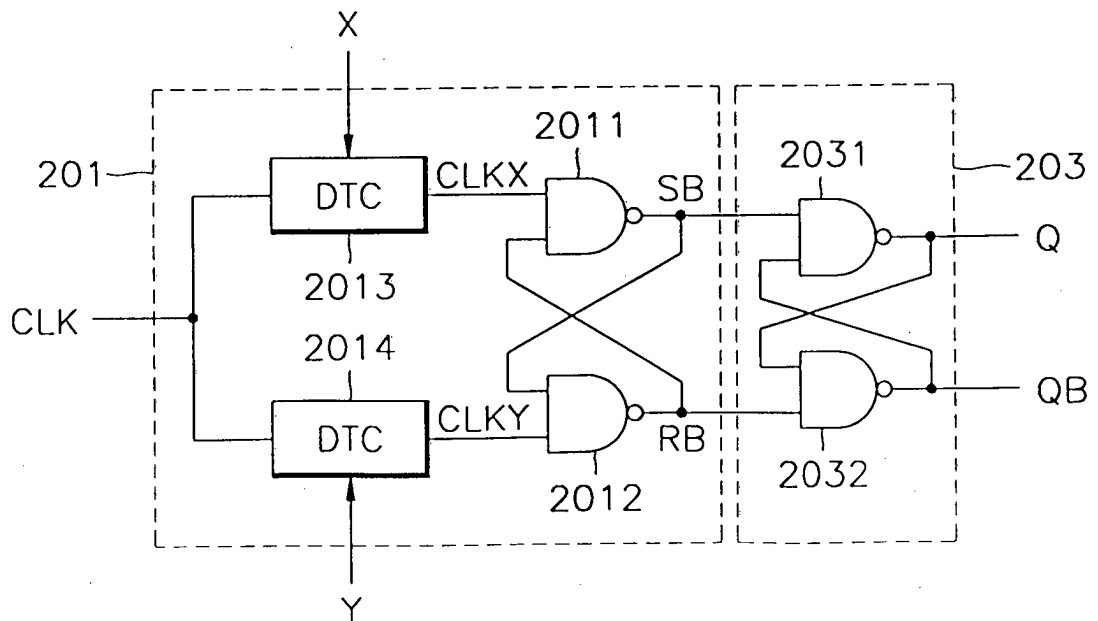 X
2011
2031
201
DTC
CLKX
SB
203
2013
Q
CLK
2014
DTC
CLKY
RB
QB
2012
2032
Y